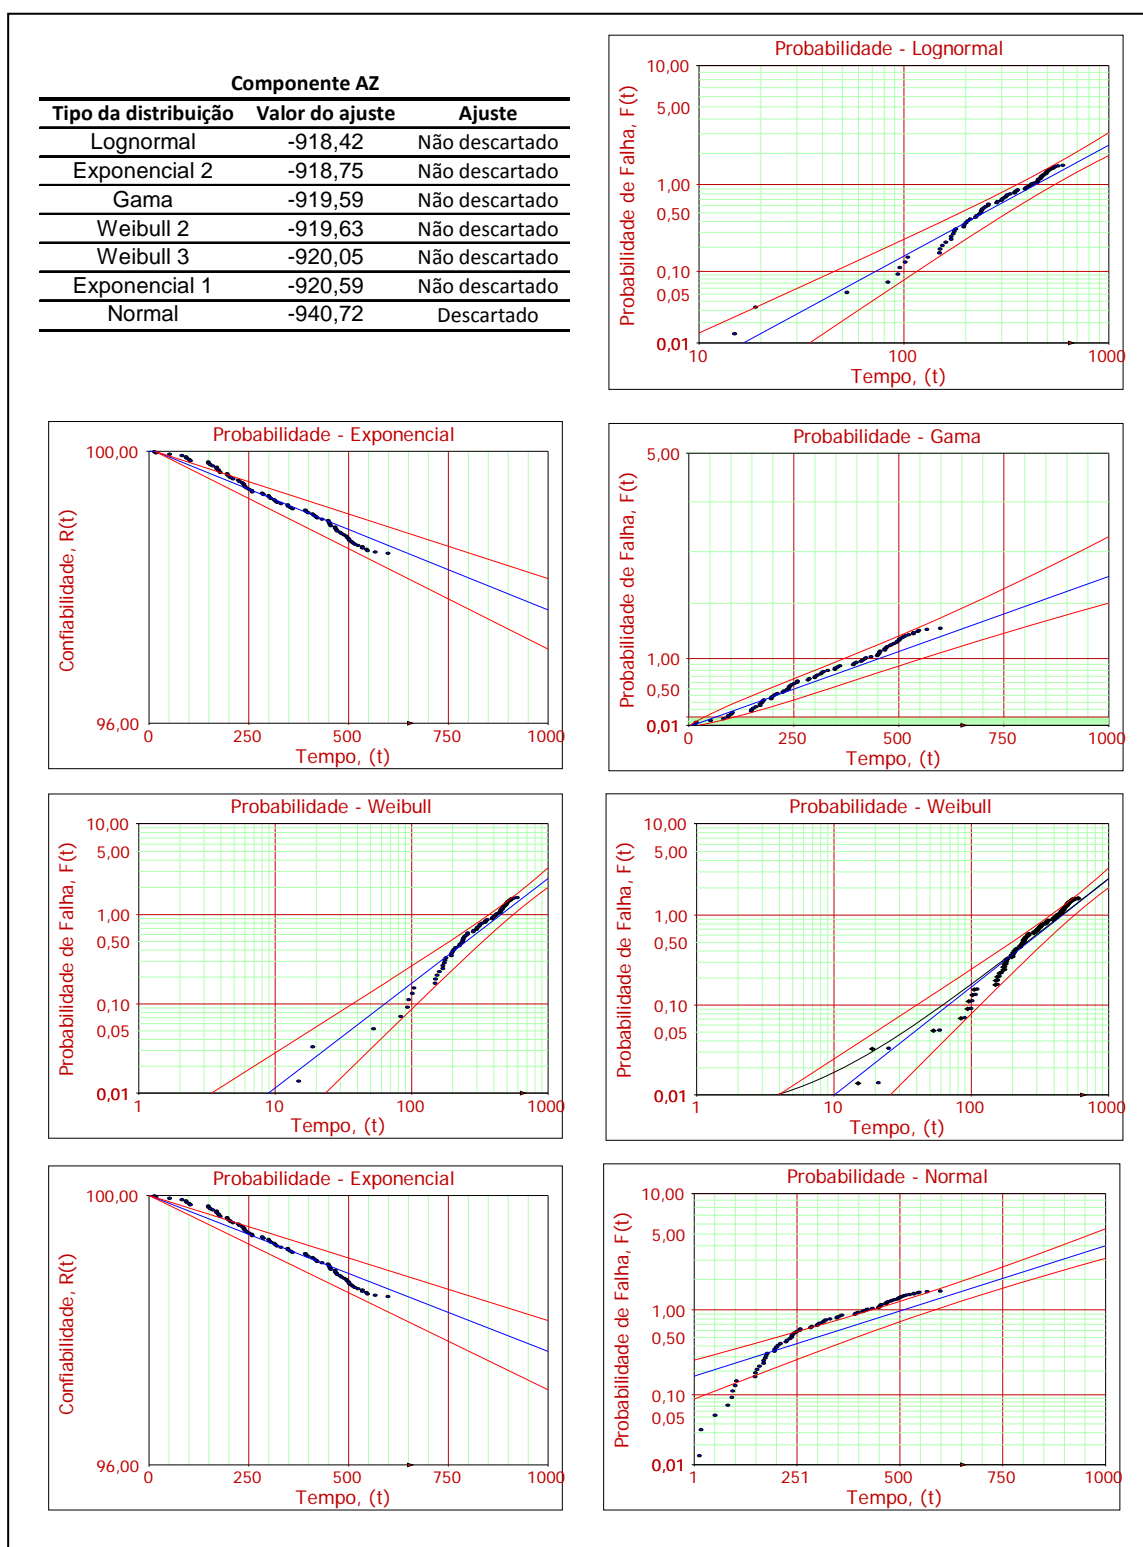 Componente AZ
Tipo da distribuição Valor do ajuste Ajuste
Lognormal -918,42 Não descartado
Exponencial 2 -918,75 Não descartado
Gama -919,59 Não descartado
Weibull 2 -919,63 Não descartado
Weibull 3 -920,05 Não descartado
Exponencial 1 -920,59 Não descartado
Normal -940,72 Descartado
Probabilidade - Lognormal
Probabilidade de Falha, F(t)
10,00
5,00
1,00
0,50
0,10
0,05
0,01
10 100 1000
Tempo, (t)
Probabilidade - Exponencial
Confiabilidade, R(t)
100,00
96,00
0 250 500 750 1000
Tempo, (t)
Probabilidade - Gama
Probabilidade de Falha, F(t)
5,00
1,00
0,50
0,01
0 250 500 750 1000
Tempo, (t)
Probabilidade - Weibull
Probabilidade de Falha, F(t)
10,00
5,00
1,00
0,50
0,10
0,05
0,01
1 10 100 1000
Tempo, (t)
Probabilidade - Weibull
Probabilidade de Falha, F(t)
10,00
5,00
1,00
0,50
0,10
0,05
0,01
1 10 100 1000
Tempo, (t)
Probabilidade - Exponencial
Confiabilidade, R(t)
100,00
96,00
0 250 500 750 1000
Tempo, (t)
Probabilidade - Normal
Probabilidade de Falha, F(t)
10,00
5,00
1,00
0,50
0,10
0,05
0,01
1 251 500 750 1000
Tempo, (t)